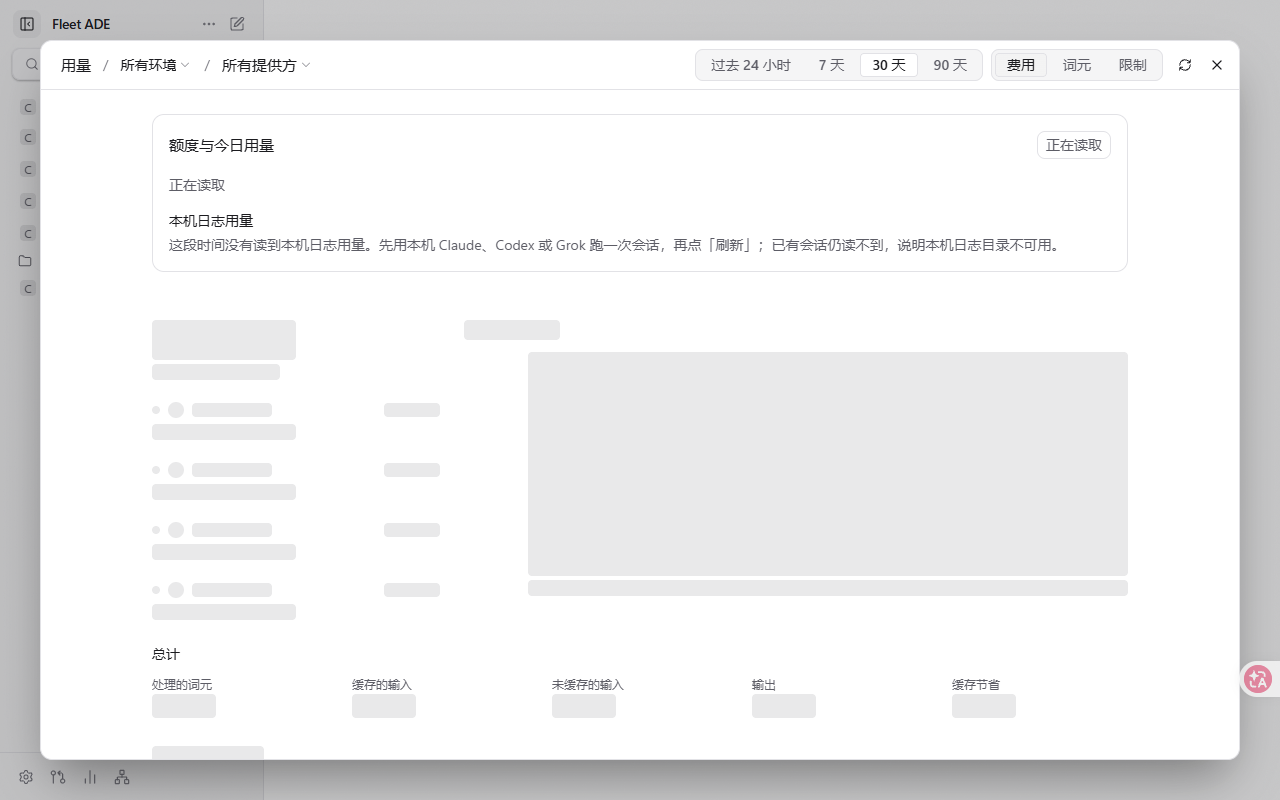 Fleet ADE
用量 / 所有环境 / 所有提供方
过去 24 小时 7 天 30 天 90 天
费用 词元 限制
额度与今日用量
正在读取
正在读取
本机日志用量
这段时间没有读到本机日志用量。先用本机 Claude、Codex 或 Grok 跑一次会话，再点「刷新」；已有会话仍读不到，说明本机日志目录不可用。
总计
处理的词元 缓存的输入 未缓存的输入 输出 缓存节省
C
C
C
C
C
C